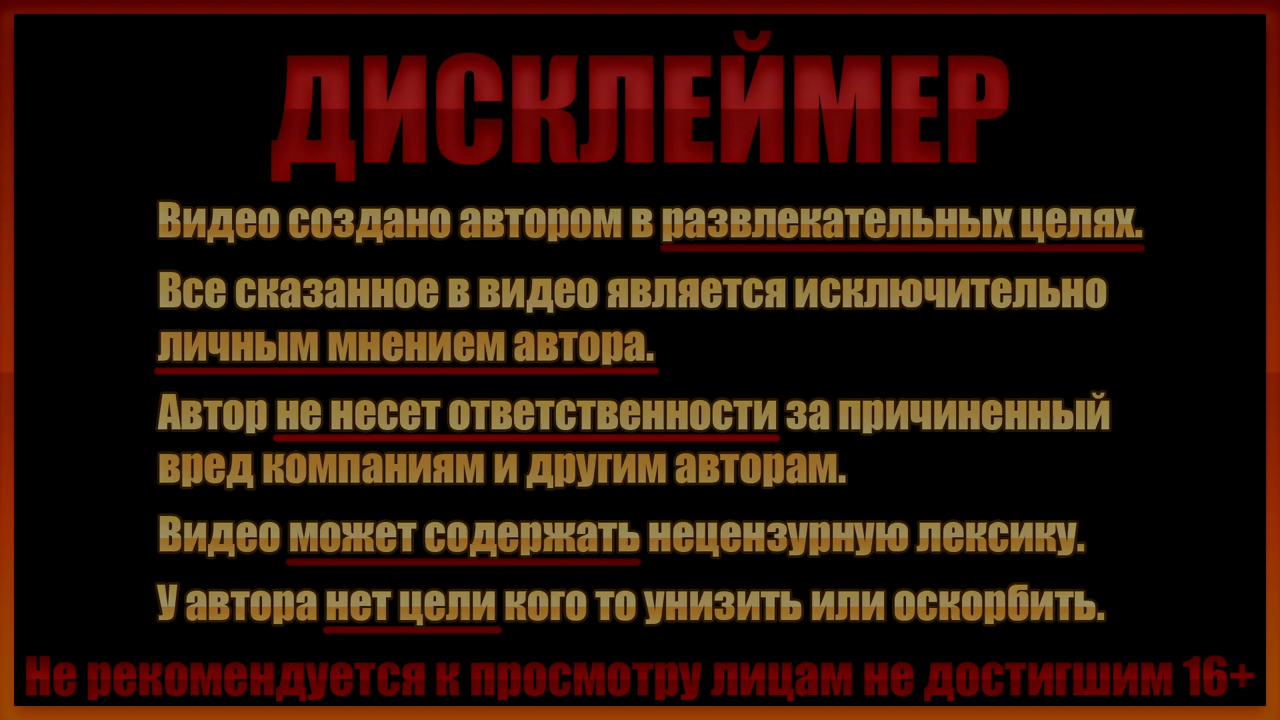 ДИСКЛЕЙМЕР
Видео создано автором в развлекательных целях.
Все сказанное в видео является исключительно
личным мнением автора.
Автор не несет ответственности за причиненный
вред компаниям и другим авторам.
Видео может содержать нецензурную лексику.
У автора нет цели кого то унизить или оскорбить.
Не рекомендуется к просмотру лицам не достигшим 16+